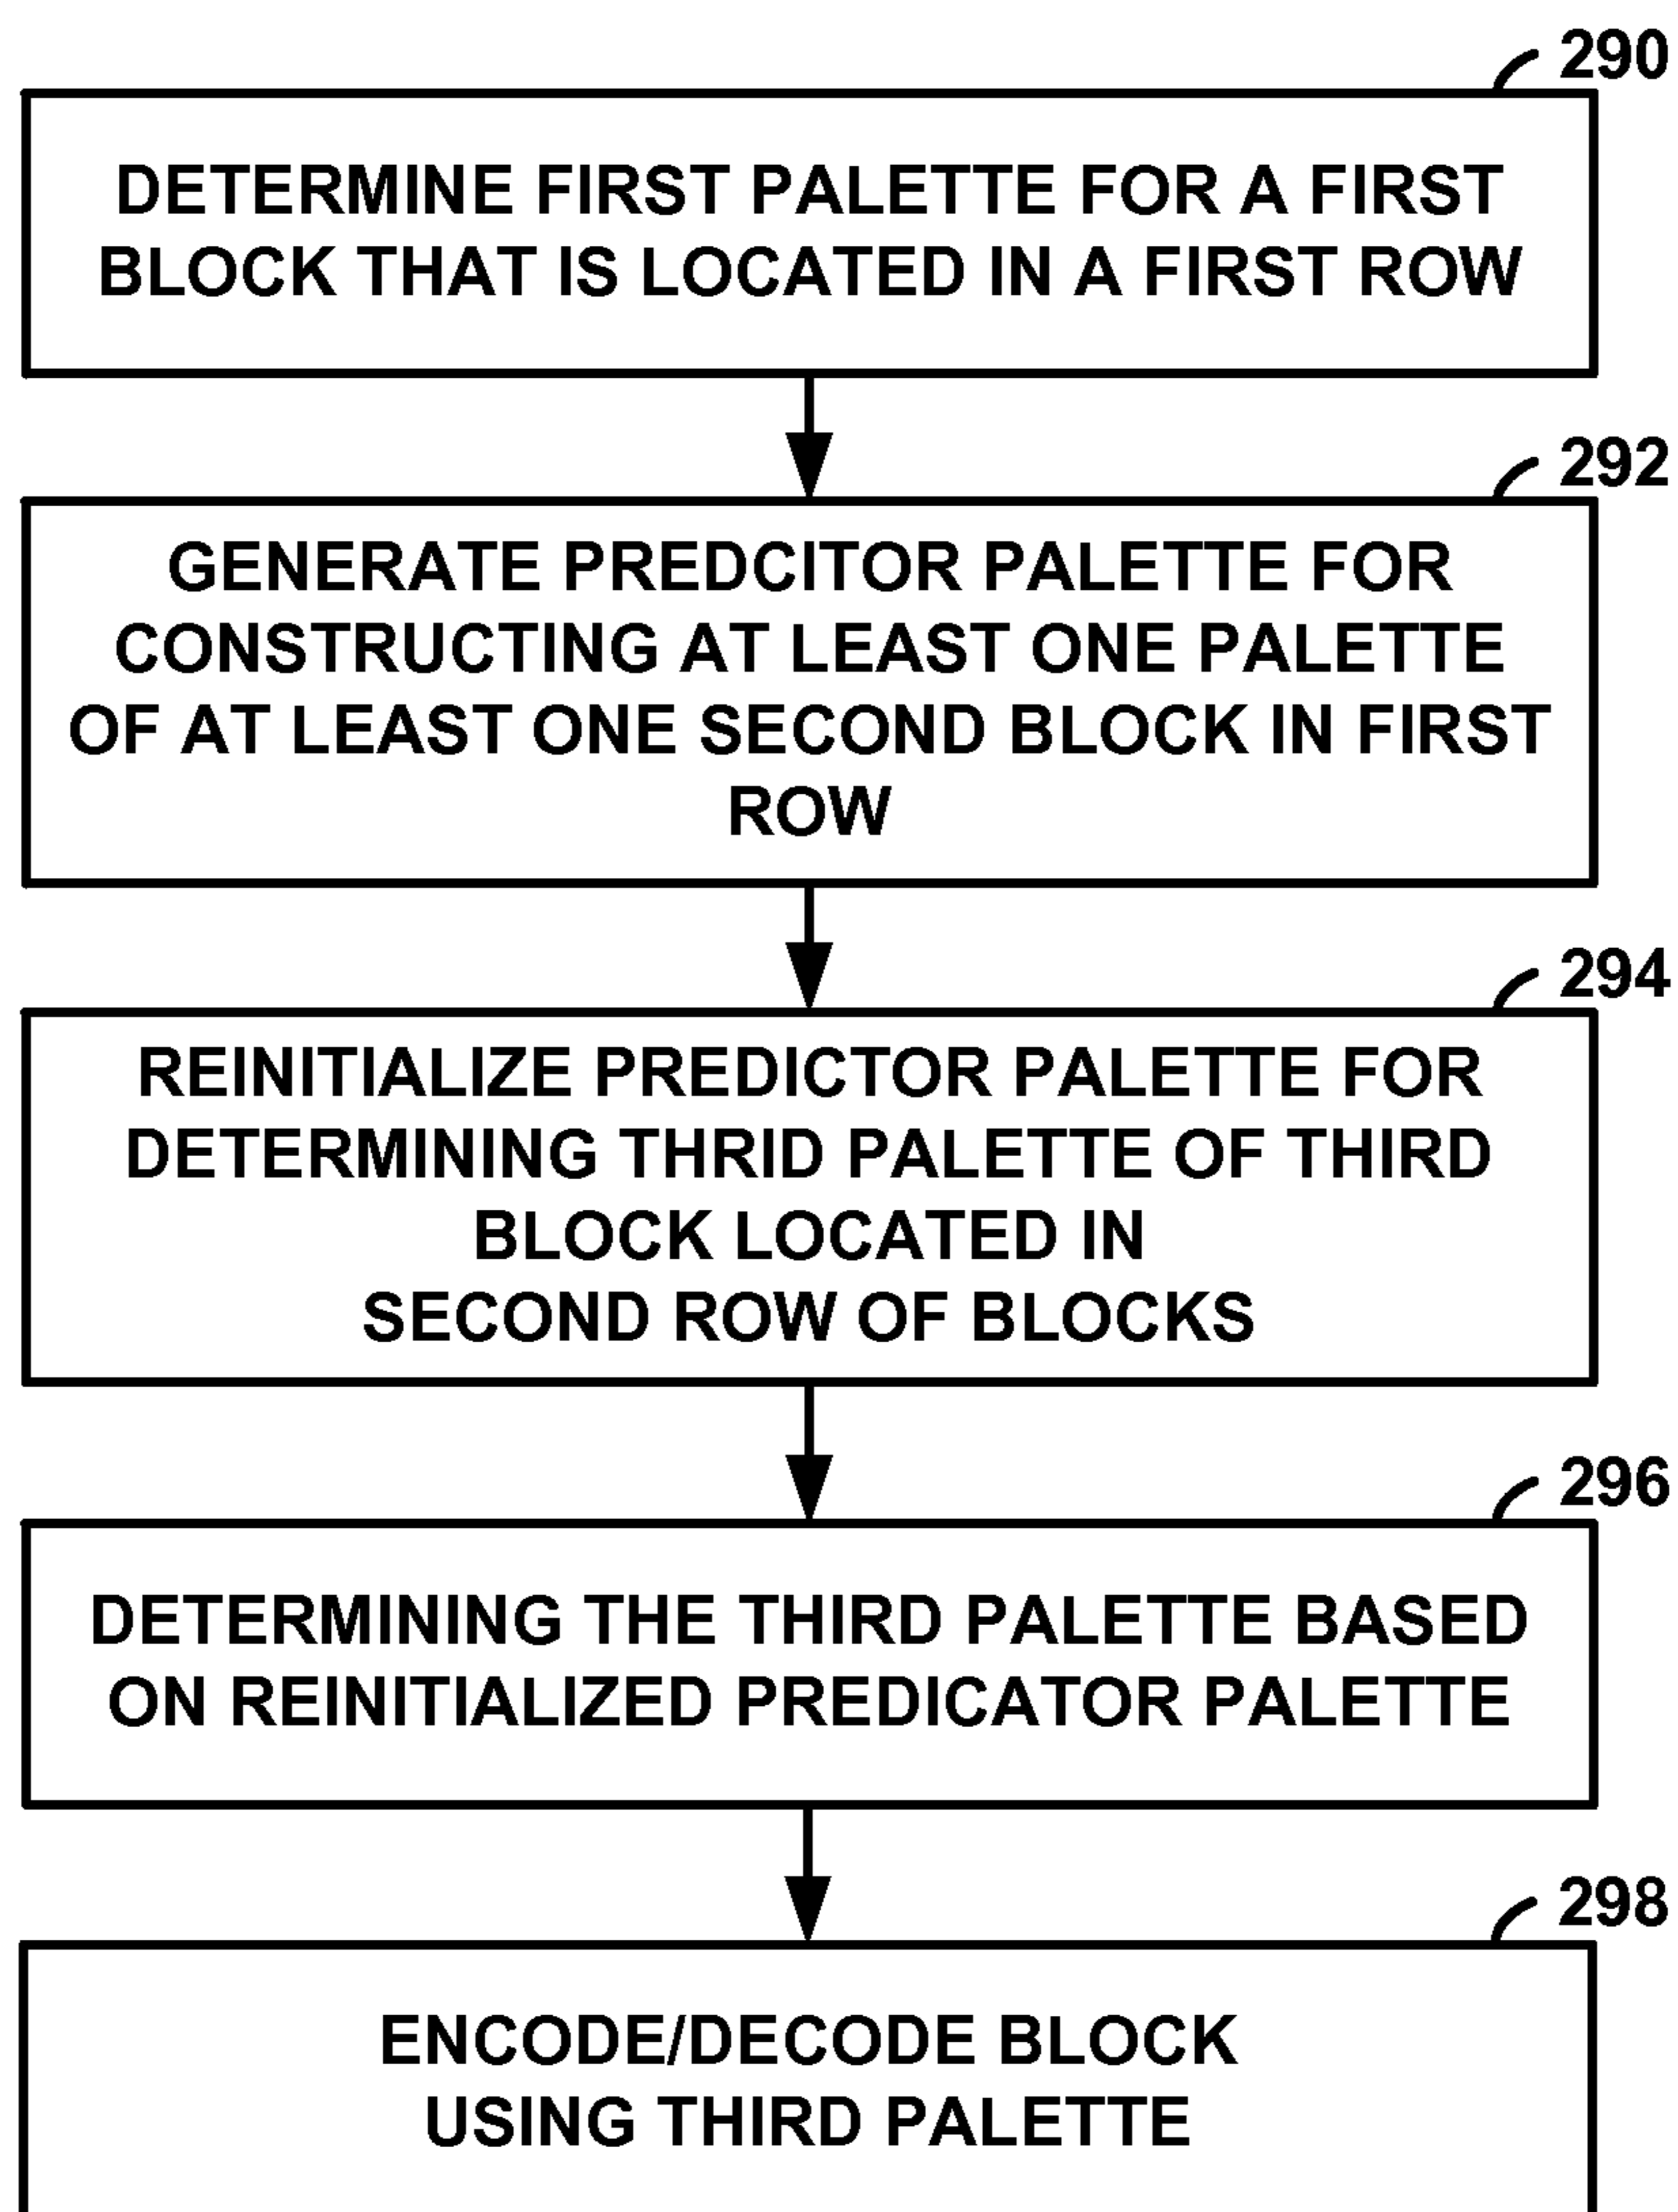 290
DETERMINE FIRST PALETTE FOR A FIRST
BLOCK THAT IS LOCATED IN A FIRST ROW
292
GENERATE PREDCITOR PALETTE FOR
CONSTRUCTING AT LEAST ONE PALETTE
OF AT LEAST ONE SECOND BLOCK IN FIRST
ROW
294
REINITIALIZE PREDICTOR PALETTE FOR
DETERMINING THRID PALETTE OF THIRD
BLOCK LOCATED IN
SECOND ROW OF BLOCKS
296
DETERMINING THE THIRD PALETTE BASED
ON REINITIALIZED PREDICATOR PALETTE
298
ENCODE/DECODE BLOCK
USING THIRD PALETTE